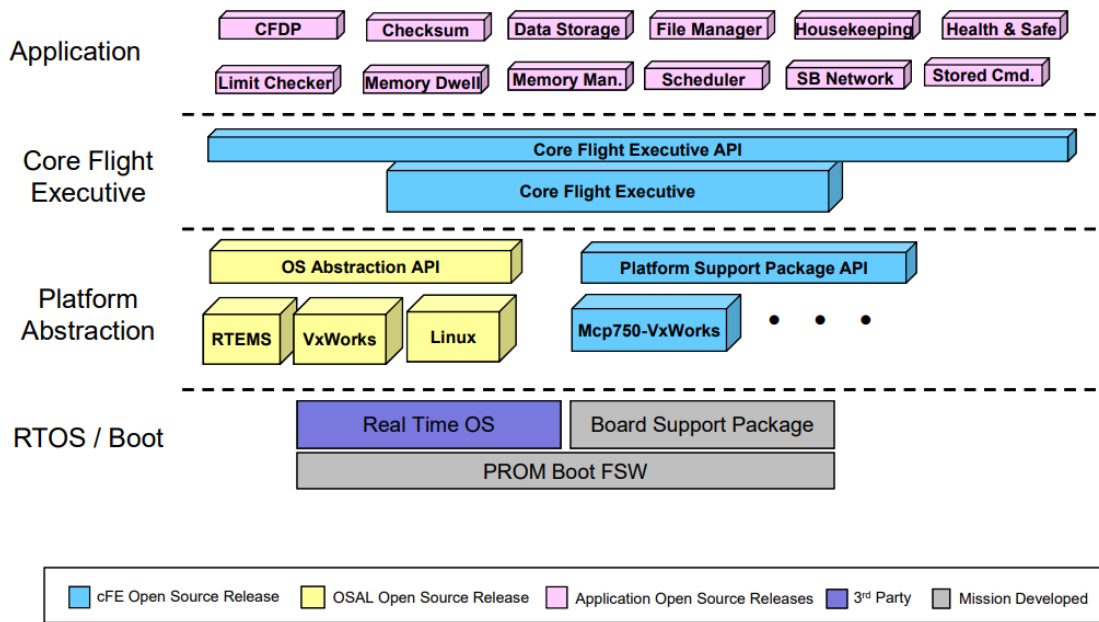 Application
CFDP
Checksum
Data Storage
File Manager
Housekeeping
Health & Safe
Limit Checker
Memory Dwell
Memory Man.
Scheduler
SB Network
Stored Cmd.
Core Flight
Executive
Core Flight Executive API
Core Flight Executive
Platform
Abstraction
OS Abstraction API
Platform Support Package API
RTEMS
VxWorks
Linux
Mcp750-VxWorks
• • •
RTOS / Boot
Real Time OS
Board Support Package
PROM Boot FSW
cFE Open Source Release
OSAL Open Source Release
Application Open Source Releases
3rd Party
Mission Developed